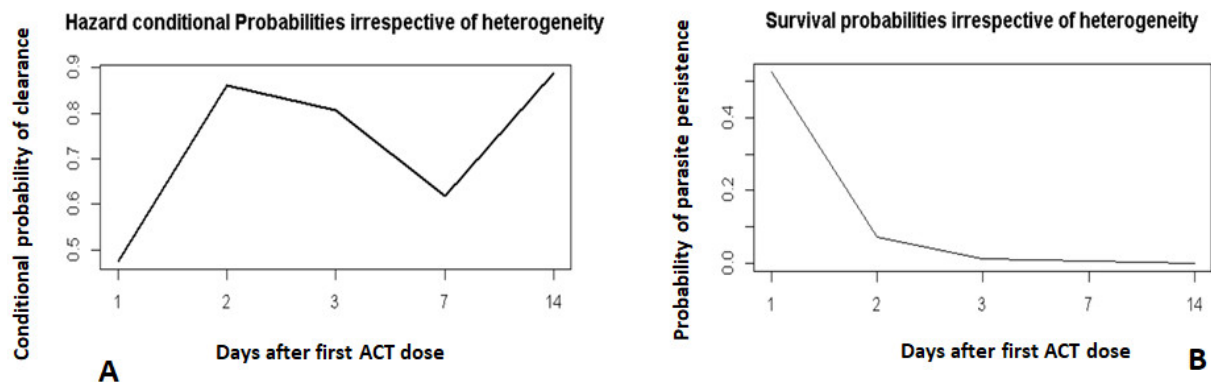 Hazard conditional Probabilities irrespective of heterogeneity
Conditional probability of clearance
0.9
0.8
0.7
0.6
0.5
1 2 3 7 14
Days after first ACT dose
A
Survival probabilities irrespective of heterogeneity
Probability of parasite persistence
0.4
0.2
0.0
1 2 3 7 14
Days after first ACT dose
B